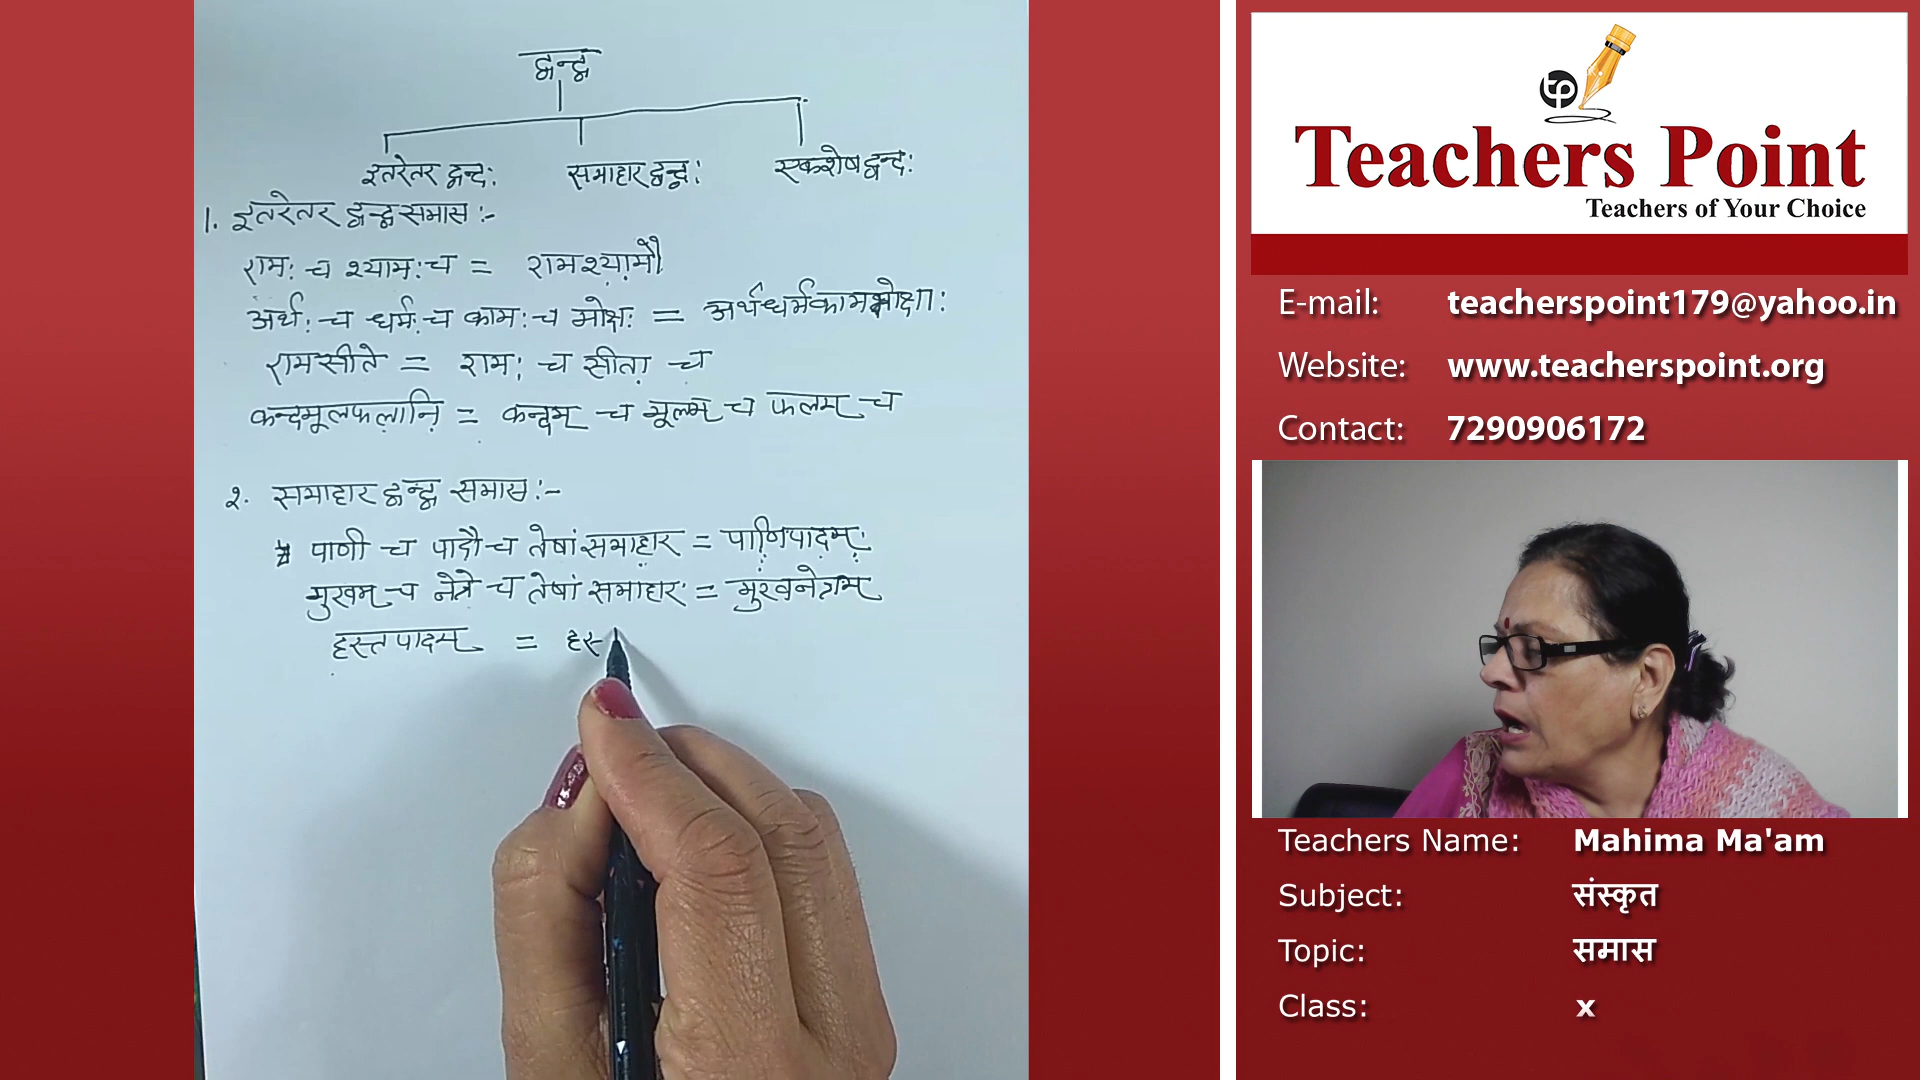 द्वन्द्व
इतरेतर द्वन्द्वः समाहार द्वन्द्वः एकशेष द्वन्द्वः
1. इतरेतर द्वन्द्व समास :-
रामः च श्यामः च = रामश्यामौ
अर्थः च धर्मः च कामः च मोक्षः = अर्थधर्मकाममोक्षाः
रामसीते = रामः च सीता च
कन्दमूलफलानि = कन्दम् च मूलम् च फलम् च
२. समाहार द्वन्द्व समास :-
पाणी च पादौ च तेषां समाहार = पाणिपादम्
मुखम् च नेत्रे च तेषां समाहारः = मुखनेत्रम्
हस्तपादम् = हस्
tp
Teachers Point
Teachers of Your Choice
E-mail: teacherspoint179@yahoo.in
Website: www.teacherspoint.org
Contact: 7290906172
Teachers Name: Mahima Ma'am
Subject: संस्कृत
Topic: समास
Class: x